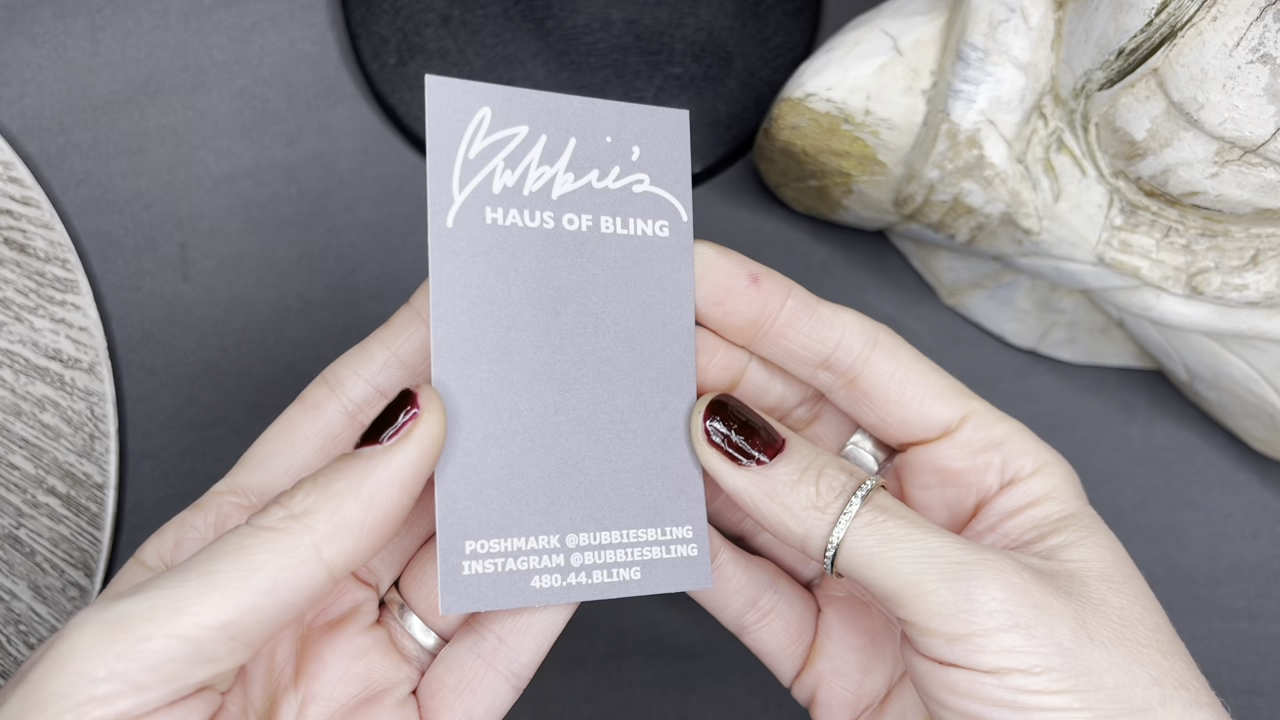 Bubbie's
HAUS OF BLING
POSHMARK @BUBBIESBLING
INSTAGRAM @BUBBIESBLING
480.44.BLING